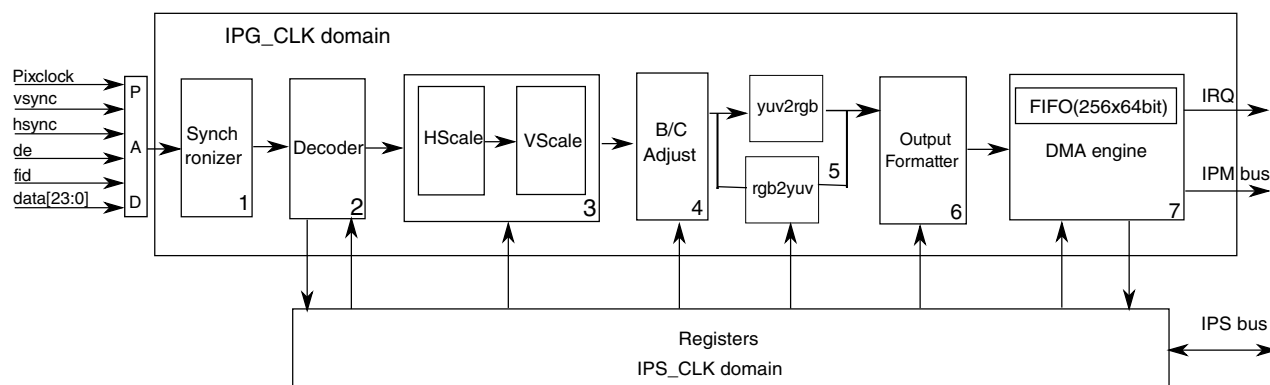 IPG_CLK domain
Pixclock
vsync
hsync
de
fid
data[23:0]
P
A
D
Synch
ronizer
1
Decoder
2
HScale
VScale
3
B/C
Adjust
4
yuv2rgb
rgb2yuv
5
Output
Formatter
6
FIFO(256x64bit)
DMA engine
7
IRQ
IPM bus
Registers
IPS_CLK domain
IPS bus